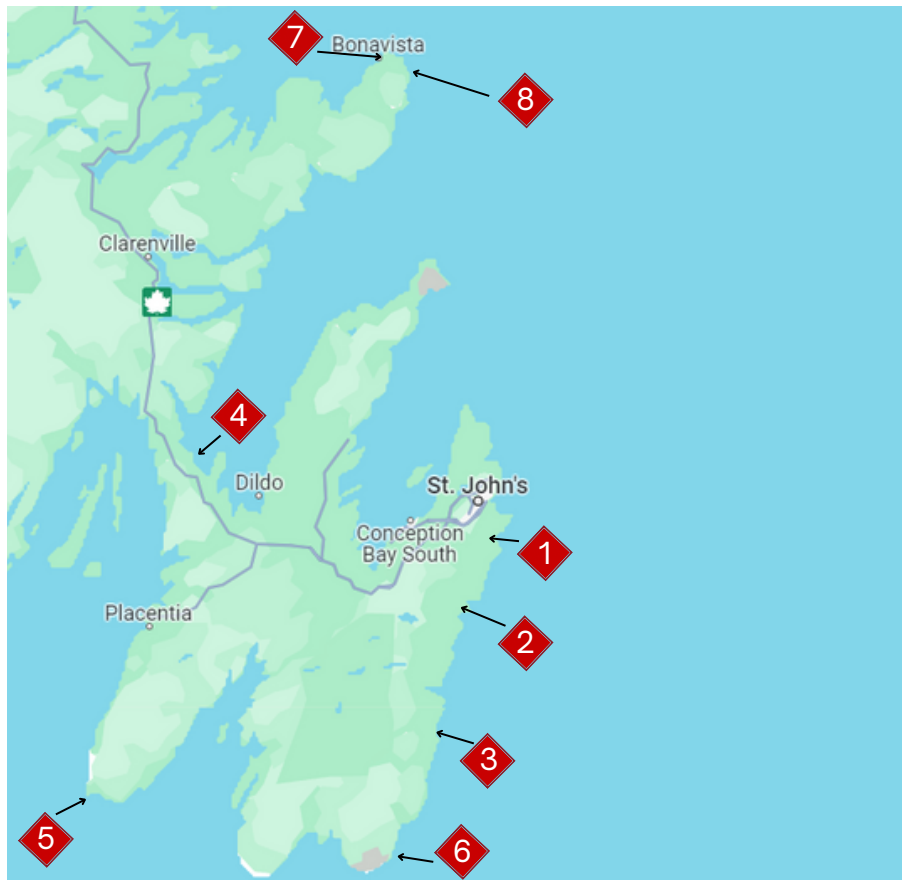 7
Bonavista
8
Clarenville
4
Dildo
St. John's
Conception
Bay South
1
Placentia
2
3
5
6